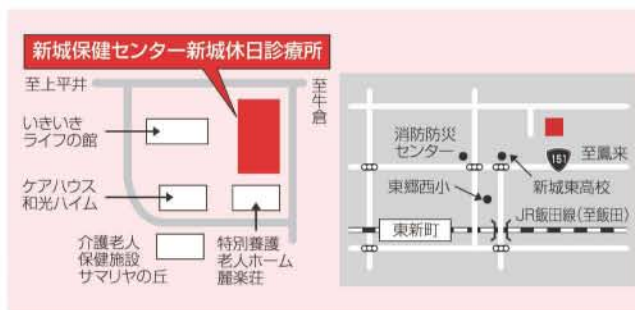 新城保健センター新城休日診療所
至上平井
至牛倉
いきいき
ライフの館
ケアハウス
和光ハイム
介護老人
保健施設
サマリヤの丘
特別養護
老人ホーム
麗楽荘
消防防災
センター
151
至鳳来
東郷西小
新城東高校
JR飯田線(至飯田)
東新町